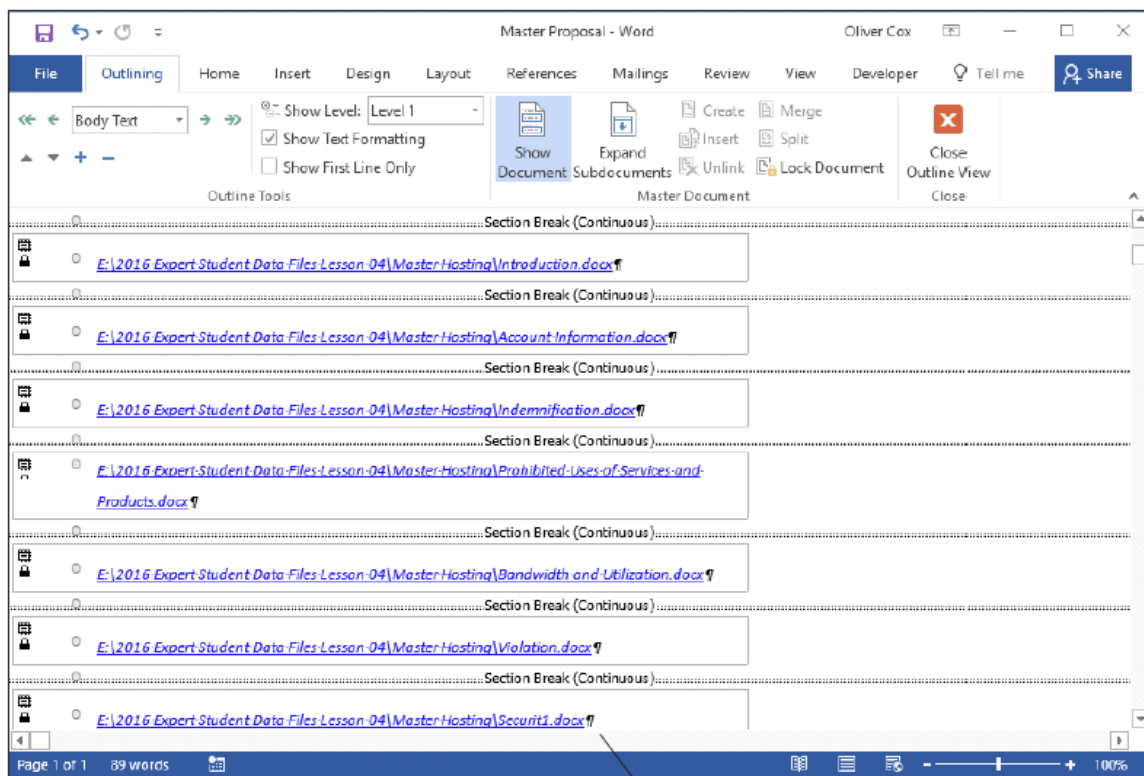 Master Proposal - Word Oliver Cox
File Outlining Home Insert Design Layout References Mailings Review View Developer Tell me Share
Body Text Show Level: Level 1 Create Merge
Show Text Formatting Show Document Expand Subdocuments Insert Split Close Outline View
Show First Line Only Unlink Lock Document
Outline Tools Master Document Close
Section Break (Continuous)
E:\2016 Expert Student Data Files Lesson 04\Master Hosting\Introduction.docx¶
Section Break (Continuous)
E:\2016 Expert Student Data Files Lesson 04\Master Hosting\Account Information.docx¶
Section Break (Continuous)
E:\2016 Expert Student Data Files Lesson 04\Master Hosting\Indemnification.docx¶
Section Break (Continuous)
E:\2016 Expert Student Data Files Lesson 04\Master Hosting\Prohibited Uses of Services and
Products.docx¶
Section Break (Continuous)
E:\2016 Expert Student Data Files Lesson 04\Master Hosting\Bandwidth and Utilization.docx¶
Section Break (Continuous)
E:\2016 Expert Student Data Files Lesson 04\Master Hosting\Violation.docx¶
Section Break (Continuous)
E:\2016 Expert Student Data Files Lesson 04\Master Hosting\Securit1.docx¶
Page 1 of 1 89 words 100%